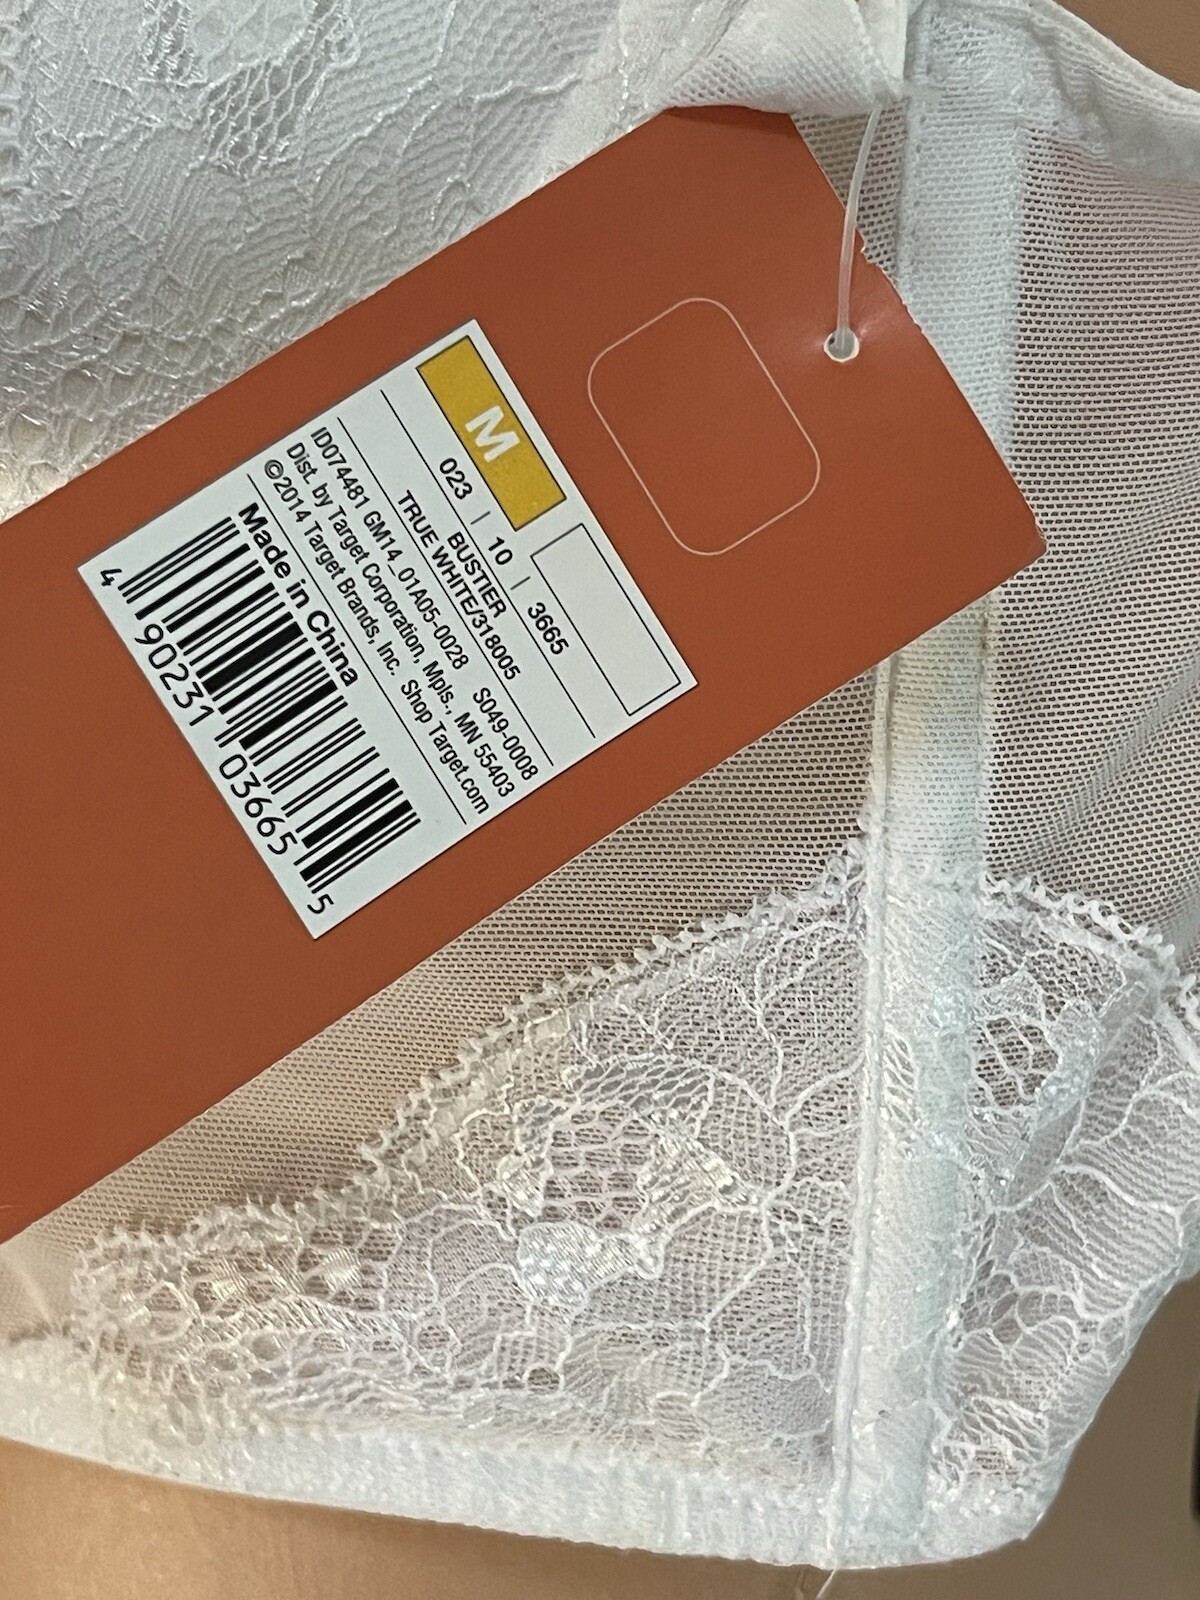 M
023 | 10 | 3665
BUSTIER
TRUE WHITE/318005
ID074481 GM14_01A05-0028 S049-0008
Dist. by Target Corporation, Mpls., MN 55403
©2014 Target Brands, Inc. Shop Target.com
Made in China
4 90231 03665 5